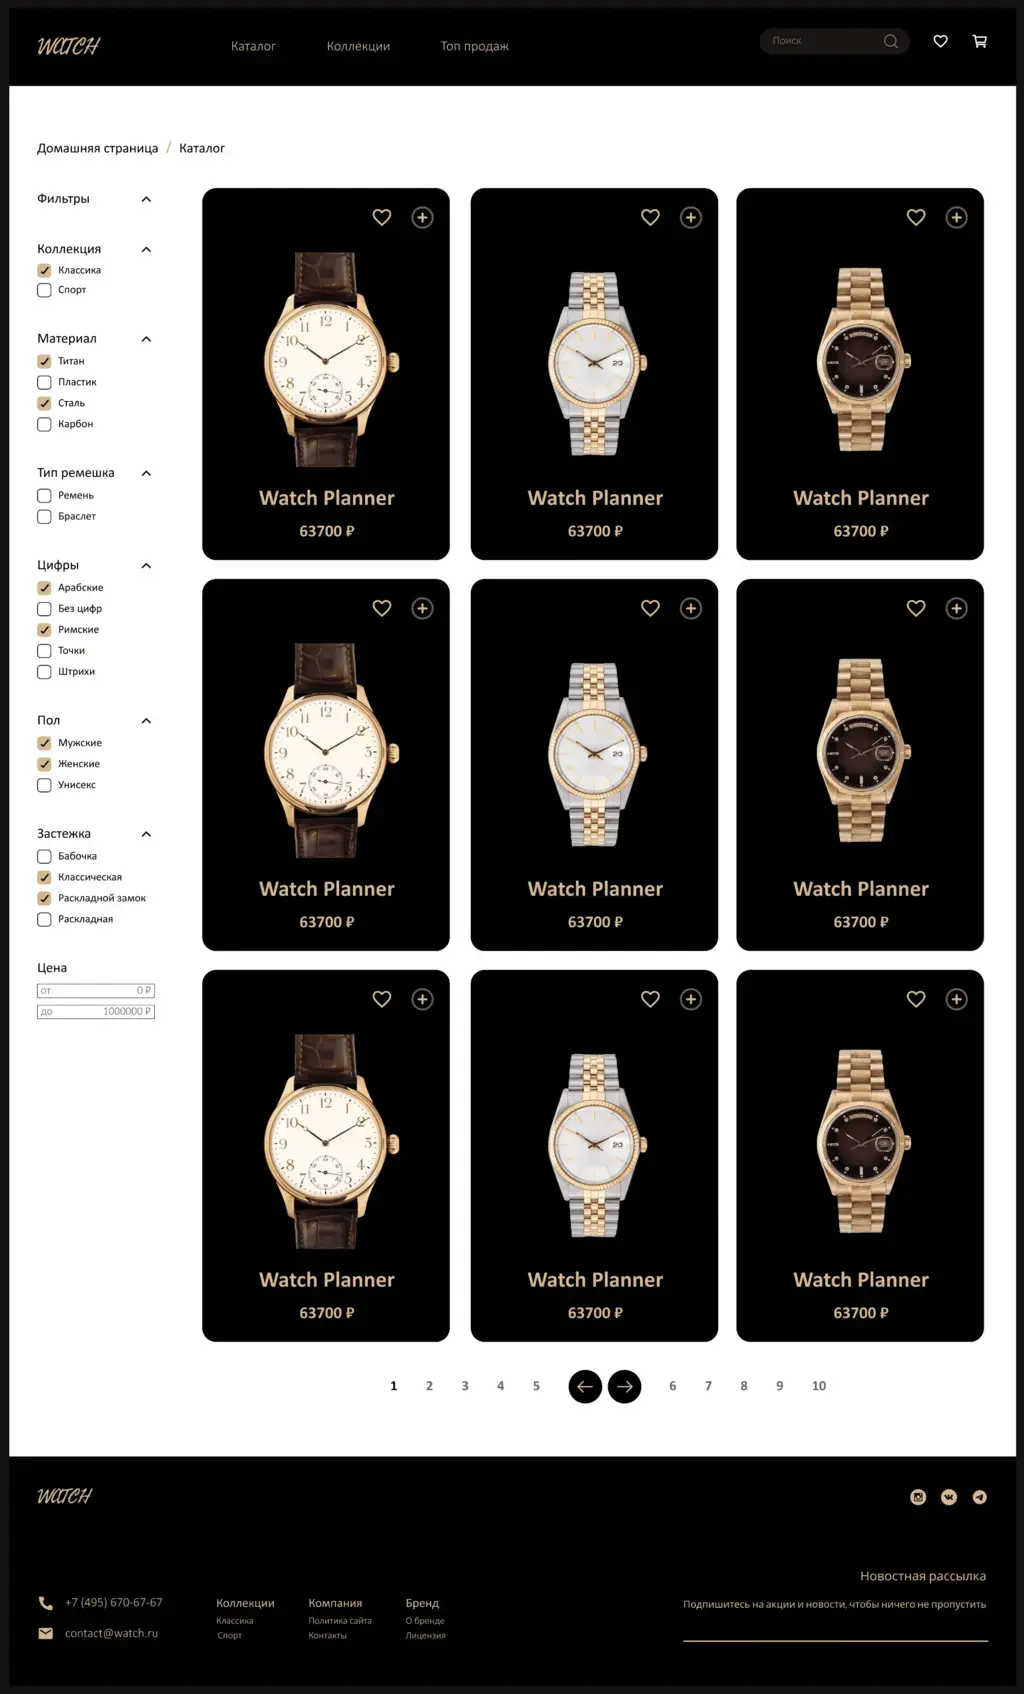 WATCH
Каталог
Коллекции
Топ продаж
Поиск
Домашняя страница / Каталог
Фильтры
Коллекция
Классика
Спорт
Материал
Титан
Пластик
Сталь
Карбон
Тип ремешка
Ремень
Браслет
Цифры
Арабские
Без цифр
Римские
Точки
Штрихи
Пол
Мужские
Женские
Унисекс
Застежка
Бабочка
Классическая
Раскладной замок
Раскладная
Цена
от 0 ₽
до 1000000 ₽
Watch Planner
63700 ₽
Watch Planner
63700 ₽
Watch Planner
63700 ₽
Watch Planner
63700 ₽
Watch Planner
63700 ₽
Watch Planner
63700 ₽
Watch Planner
63700 ₽
Watch Planner
63700 ₽
Watch Planner
63700 ₽
1 2 3 4 5 6 7 8 9 10
WATCH
+7 (495) 670-67-67
contact@watch.ru
Коллекции
Классика
Спорт
Компания
Политика сайта
Контакты
Бренд
О бренде
Лицензия
Новостная рассылка
Подпишитесь на акции и новости, чтобы ничего не пропустить